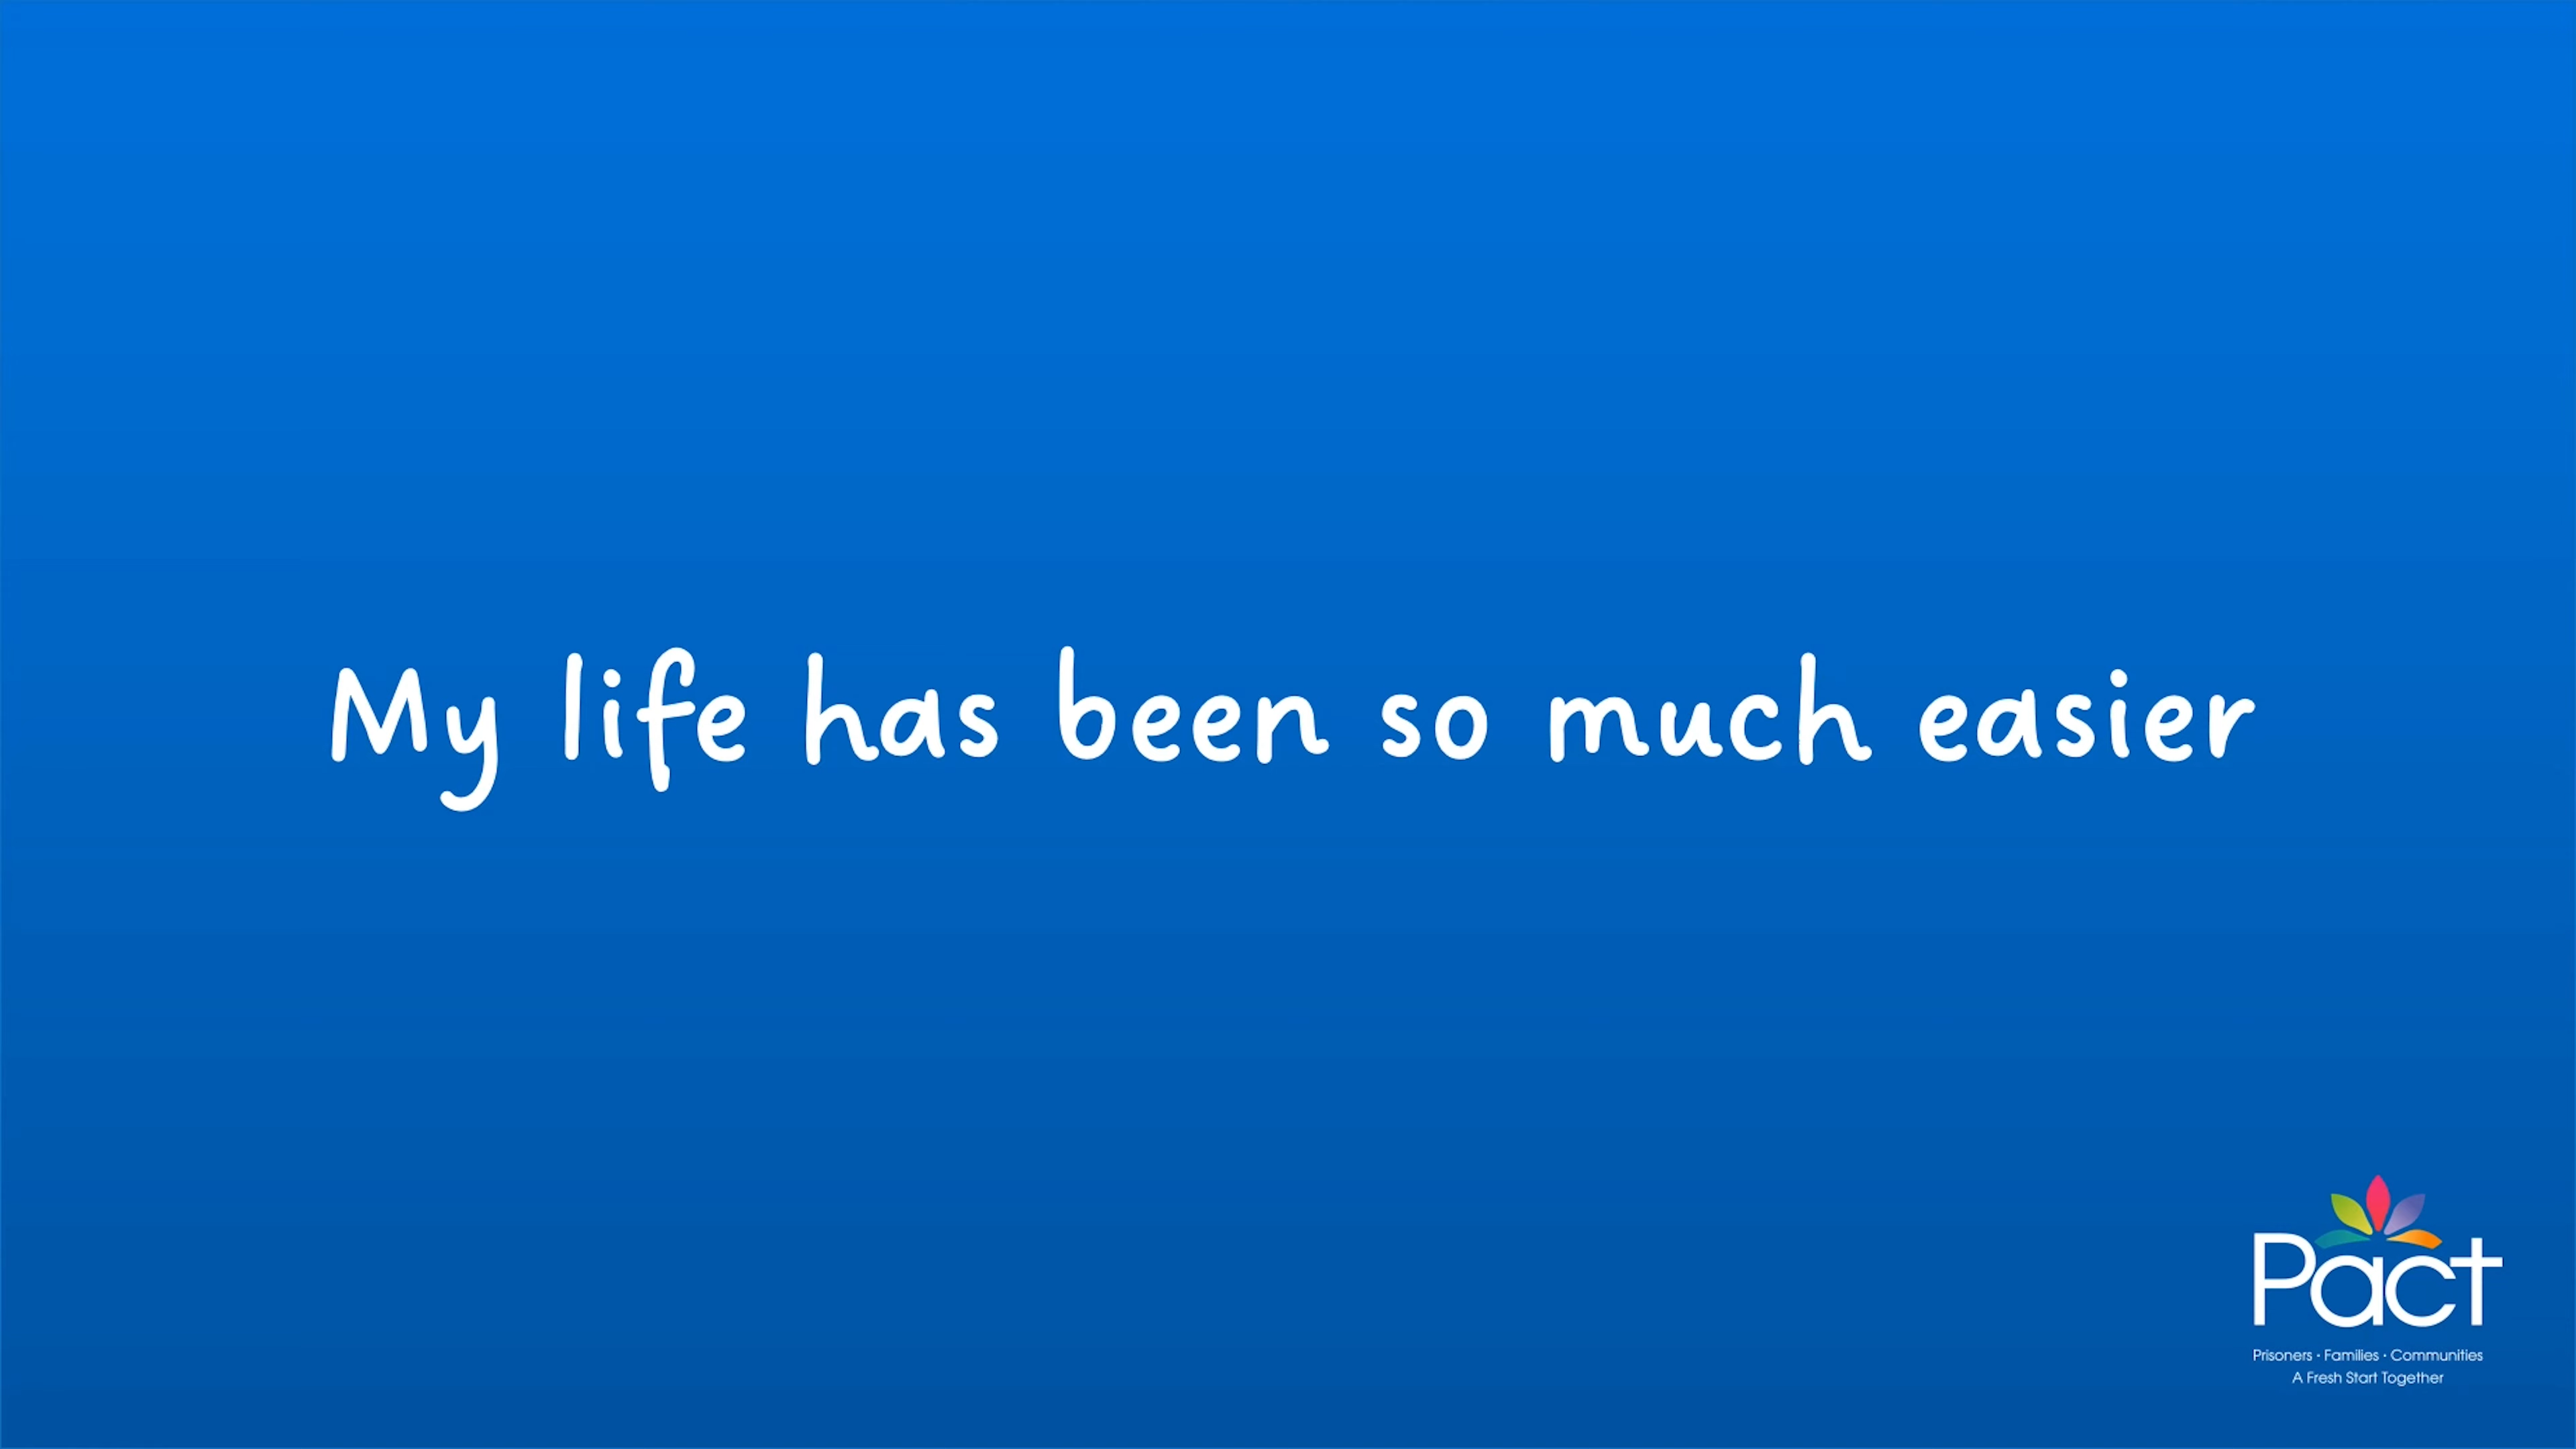 My life has been so much easier
Pact
Prisoners · Families · Communities
A Fresh Start Together